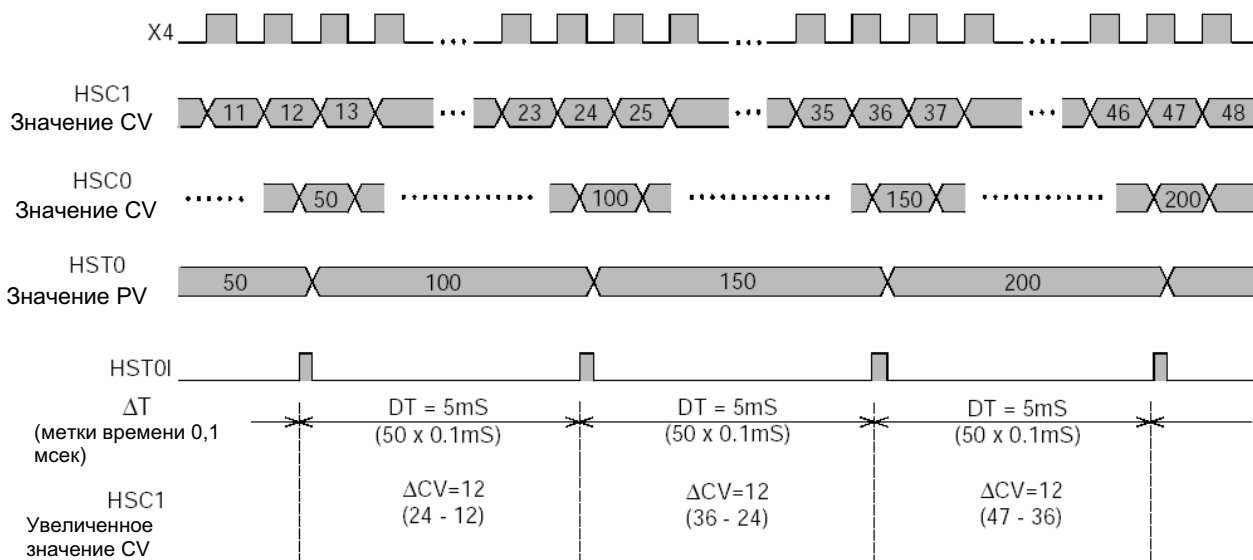 X4
HSC1
Значение CV
11 12 13 23 24 25 35 36 37 46 47 48
HSC0
Значение CV
50 100 150 200
HST0
Значение PV
50 100 150 200
HST0I
ΔT
(метки времени 0,1
мсек)
DT = 5mS DT = 5mS DT = 5mS
(50 x 0.1mS) (50 x 0.1mS) (50 x 0.1mS)
HSC1
Увеличенное
значение CV
ΔCV=12 ΔCV=12 ΔCV=12
(24 - 12) (36 - 24) (47 - 36)